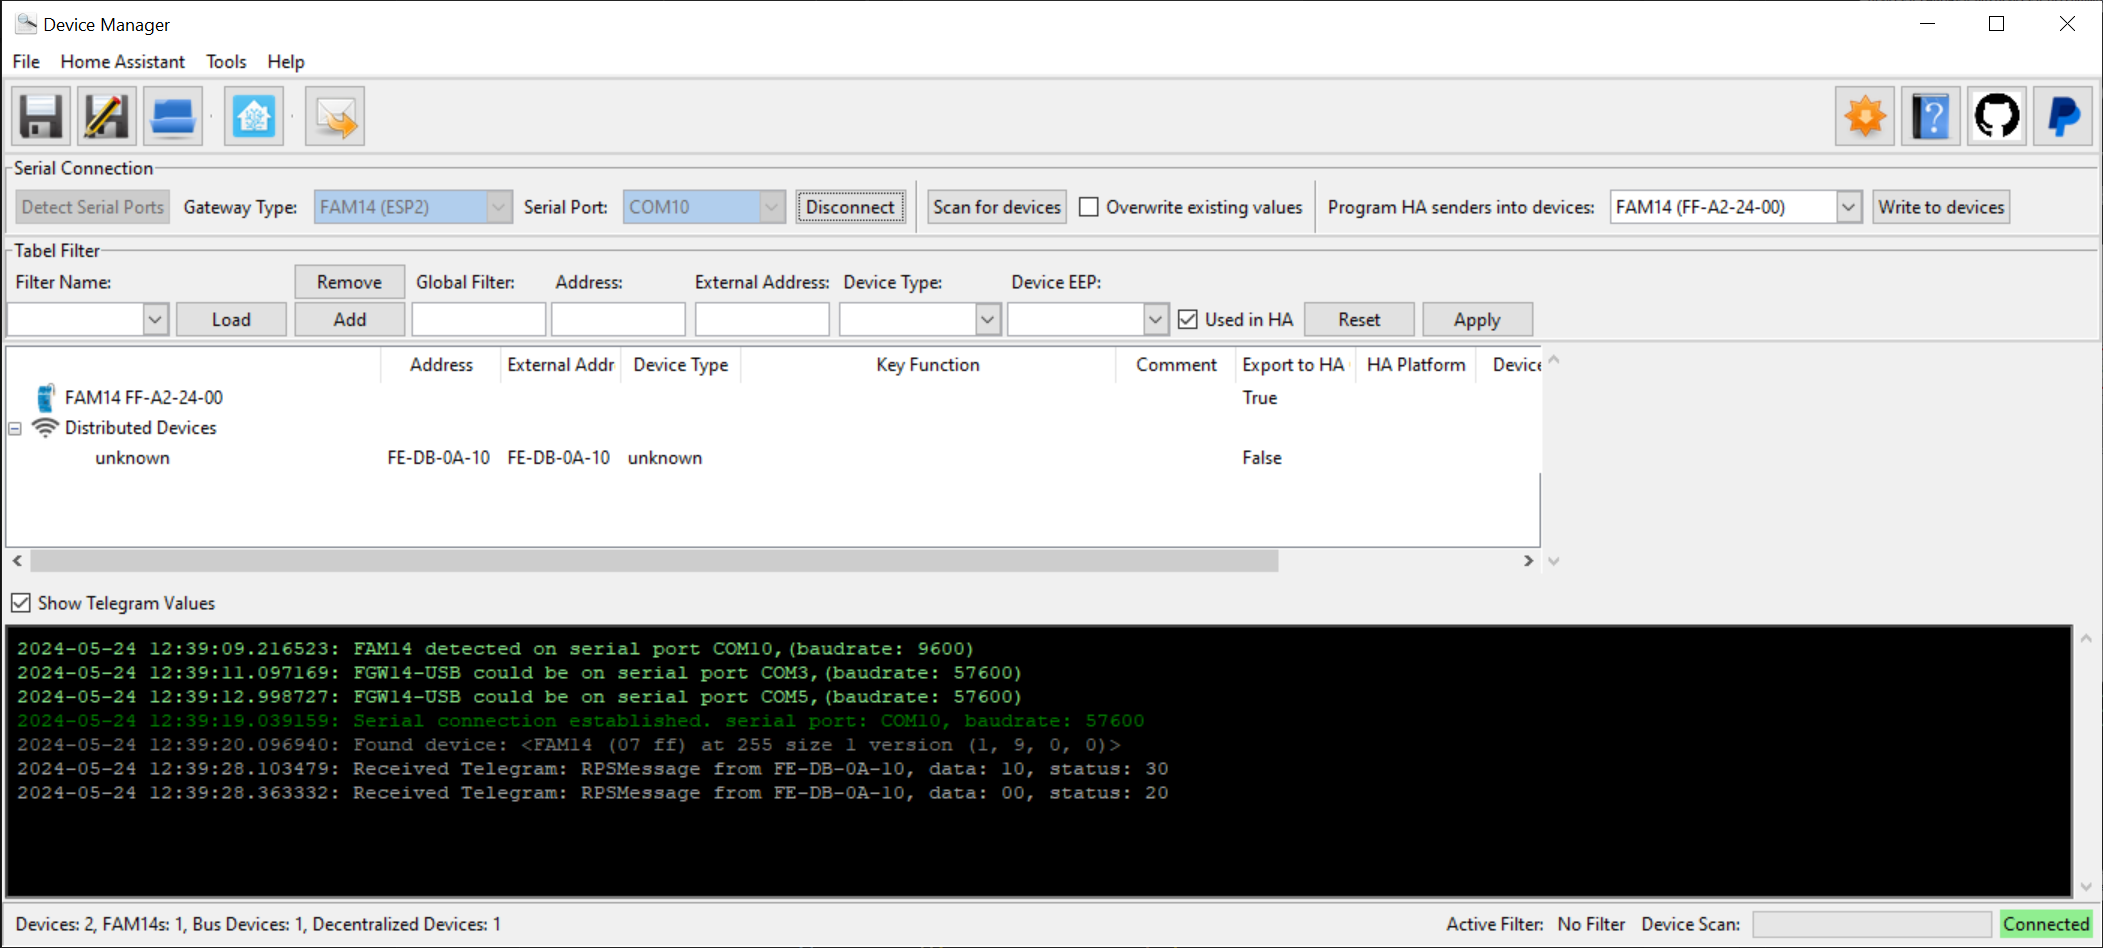 Device Manager
File Home Assistant Tools Help
Serial Connection
Detect Serial Ports Gateway Type: FAM14 (ESP2) Serial Port: COM10 Disconnect Scan for devices Overwrite existing values Program HA senders into devices: FAM14 (FF-A2-24-00) Write to devices
Tabel Filter
Filter Name: Remove Global Filter: Address: External Address: Device Type: Device EEP:
Load Add Used in HA Reset Apply
Address External Addr Device Type Key Function Comment Export to HA HA Platform Device
FAM14 FF-A2-24-00 True
Distributed Devices
unknown FE-DB-0A-10 FE-DB-0A-10 unknown False
Show Telegram Values
2024-05-24 12:39:09.216523: FAM14 detected on serial port COM10,(baudrate: 9600)
2024-05-24 12:39:11.097169: FGW14-USB could be on serial port COM3,(baudrate: 57600)
2024-05-24 12:39:12.998727: FGW14-USB could be on serial port COM5,(baudrate: 57600)
2024-05-24 12:39:19.039159: Serial connection established. serial port: COM10, baudrate: 57600
2024-05-24 12:39:20.096940: Found device: <FAM14 (07 ff) at 255 size 1 version (1, 9, 0, 0)>
2024-05-24 12:39:28.103479: Received Telegram: RPSMessage from FE-DB-0A-10, data: 10, status: 30
2024-05-24 12:39:28.363332: Received Telegram: RPSMessage from FE-DB-0A-10, data: 00, status: 20
Devices: 2, FAM14s: 1, Bus Devices: 1, Decentralized Devices: 1 Active Filter: No Filter Device Scan: Connected